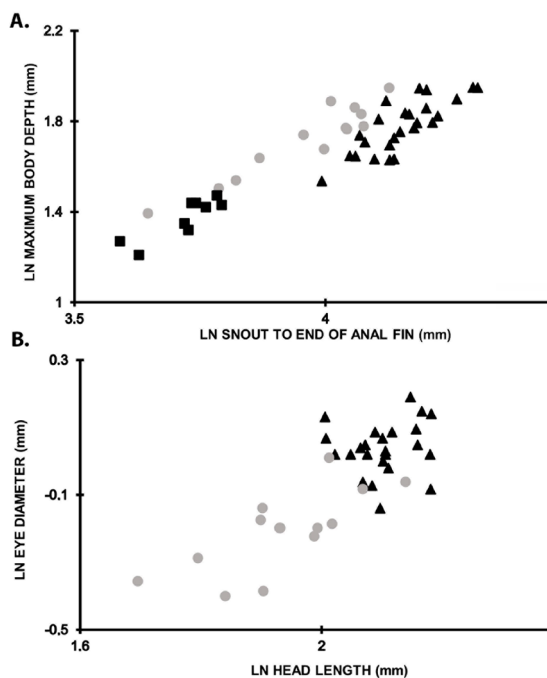 A.
2.2
1.8
1.4
1
LN MAXIMUM BODY DEPTH (mm)
3.5
4
LN SNOUT TO END OF ANAL FIN (mm)
B.
0.3
-0.1
-0.5
LN EYE DIAMETER (mm)
1.6
2
LN HEAD LENGTH (mm)